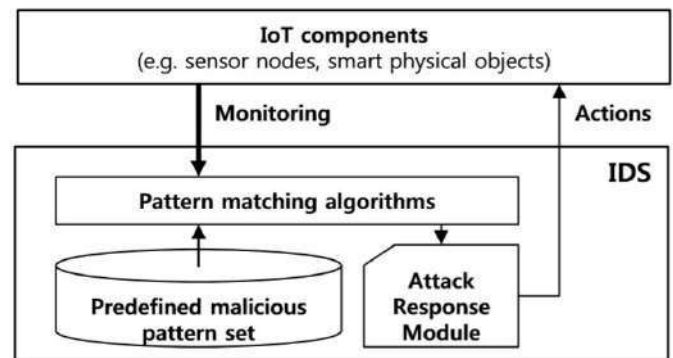 IoT components
(e.g. sensor nodes, smart physical objects)
Monitoring
Actions
IDS
Pattern matching algorithms
Predefined malicious
pattern set
Attack
Response
Module